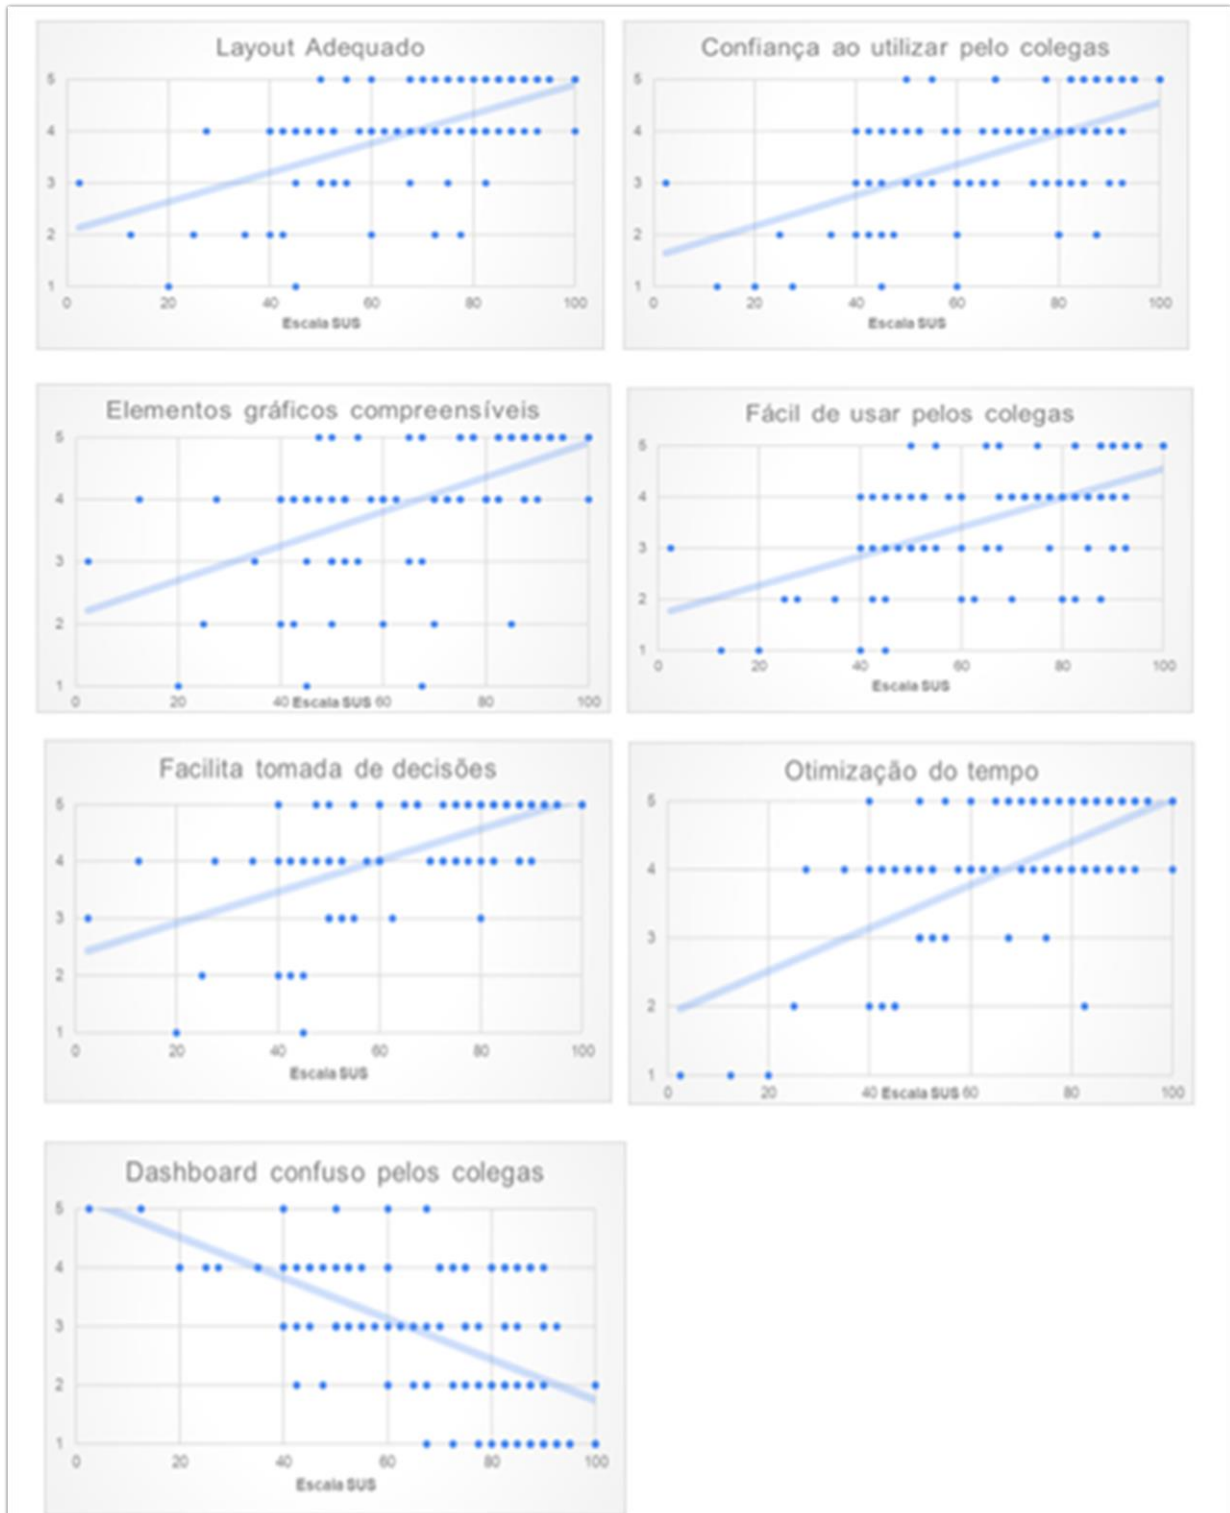 Layout Adequado
5
4
3
2
1
0 20 40 60 80 100
Escala SUS
Confiança ao utilizar pelo colegas
5
4
3
2
1
0 20 40 60 80 100
Escala SUS
Elementos gráficos compreensíveis
5
4
3
2
1
0 20 40 Escala SUS 60 80 100
Fácil de usar pelos colegas
5
4
3
2
1
0 20 40 60 80 100
Escala SUS
Facilita tomada de decisões
5
4
3
2
1
0 20 40 60 80 100
Escala SUS
Otimização do tempo
5
4
3
2
1
0 20 40 Escala SUS 60 80 100
Dashboard confuso pelos colegas
5
4
3
2
1
0 20 40 60 80 100
Escala SUS